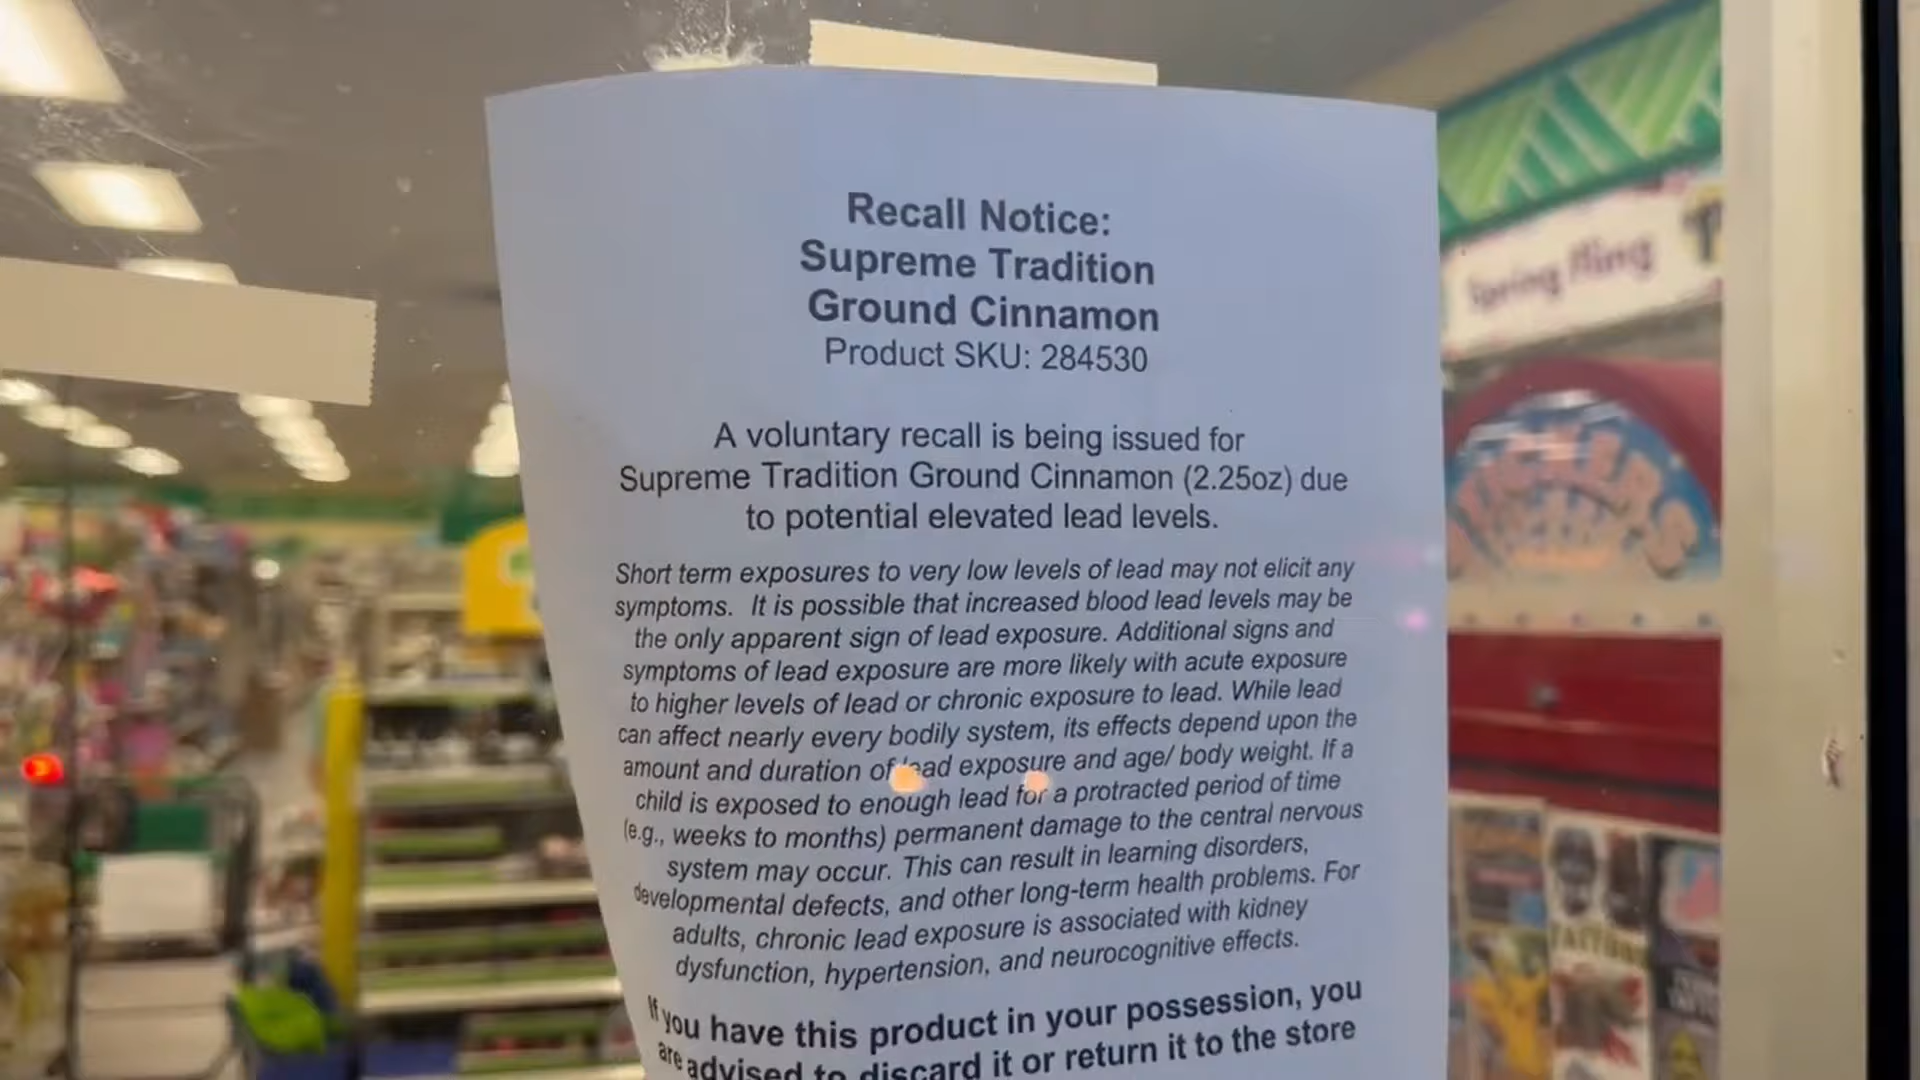 Recall Notice:
Supreme Tradition
Ground Cinnamon
Product SKU: 284530
A voluntary recall is being issued for
Supreme Tradition Ground Cinnamon (2.25oz) due
to potential elevated lead levels.
Short term exposures to very low levels of lead may not elicit any
symptoms. It is possible that increased blood lead levels may be
the only apparent sign of lead exposure. Additional signs and
symptoms of lead exposure are more likely with acute exposure
to higher levels of lead or chronic exposure to lead. While lead
can affect nearly every bodily system, its effects depend upon the
amount and duration of lead exposure and age/ body weight. If a
child is exposed to enough lead for a protracted period of time
(e.g., weeks to months) permanent damage to the central nervous
system may occur. This can result in learning disorders,
developmental defects, and other long-term health problems. For
adults, chronic lead exposure is associated with kidney
dysfunction, hypertension, and neurocognitive effects.
If you have this product in your possession, you
are advised to discard it or return it to the store
Spring Fling
STICKERS
TATTOOS